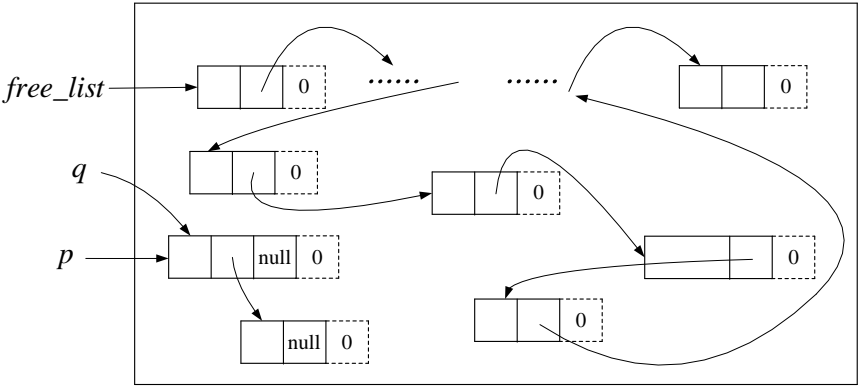 free_list 0 ...... ...... 0
q 0 0
p null 0 0
null 0 0